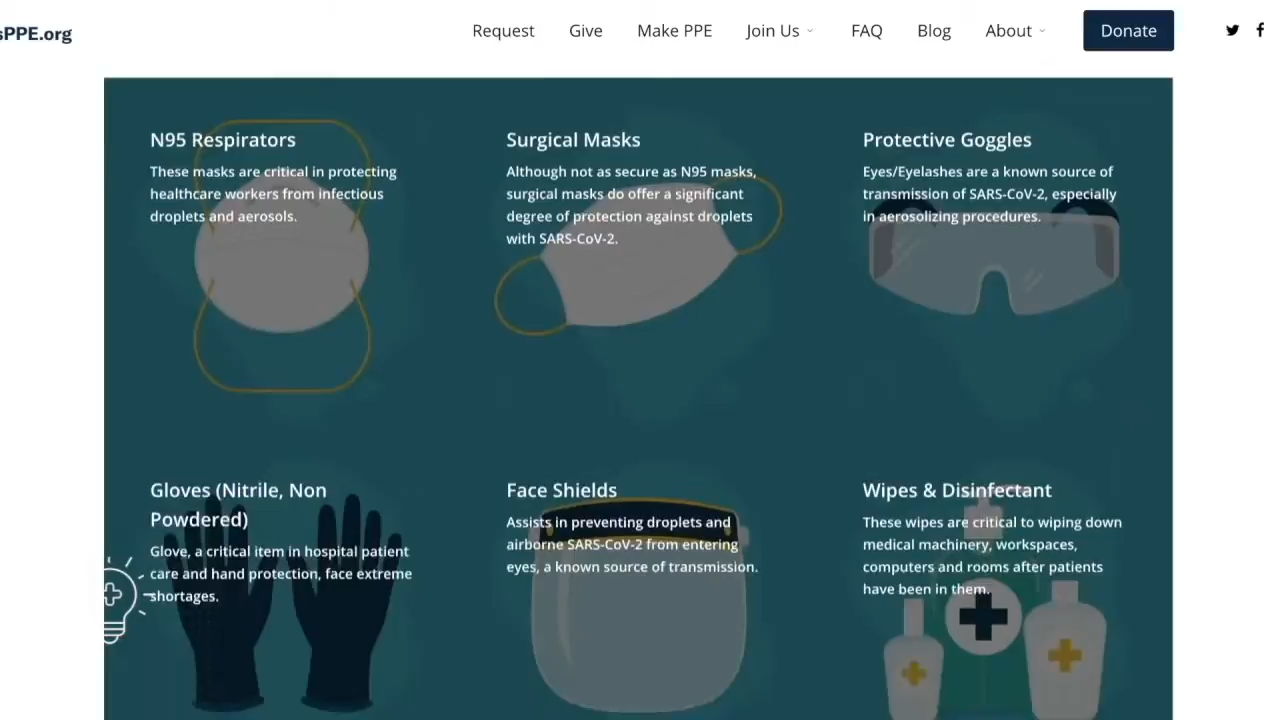 sPPE.org
Request Give Make PPE Join Us FAQ Blog About Donate
N95 Respirators
These masks are critical in protecting
healthcare workers from infectious
droplets and aerosols.
Surgical Masks
Although not as secure as N95 masks,
surgical masks do offer a significant
degree of protection against droplets
with SARS-CoV-2.
Protective Goggles
Eyes/Eyelashes are a known source of
transmission of SARS-CoV-2, especially
in aerosolizing procedures.
Gloves (Nitrile, Non
Powdered)
Glove, a critical item in hospital patient
care and hand protection, face extreme
shortages.
Face Shields
Assists in preventing droplets and
airborne SARS-CoV-2 from entering
eyes, a known source of transmission.
Wipes & Disinfectant
These wipes are critical to wiping down
medical machinery, workspaces,
computers and rooms after patients
have been in them.